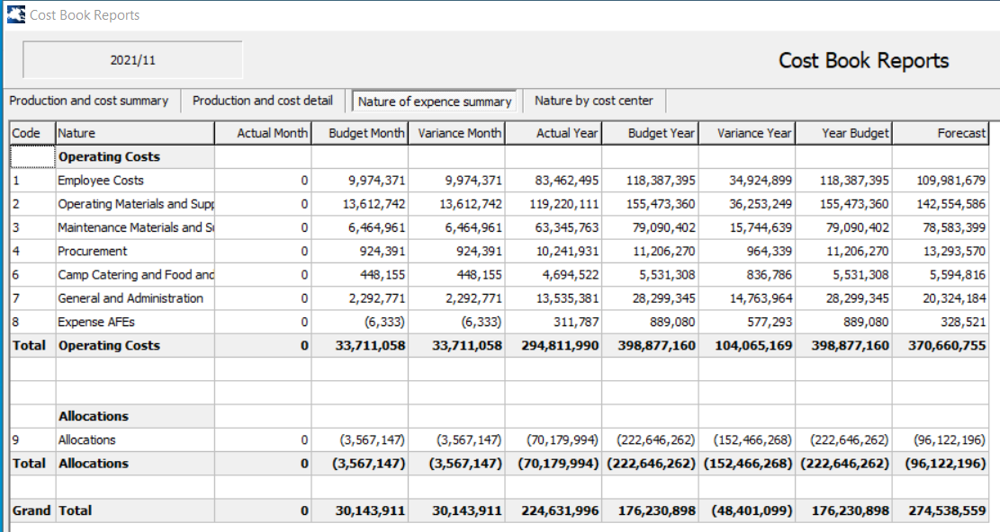 Cost Book Reports
2021/11
Cost Book Reports
Production and cost summary Production and cost detail Nature of expence summary Nature by cost center
Code Nature Actual Month Budget Month Variance Month Actual Year Budget Year Variance Year Year Budget Forecast
Operating Costs
1 Employee Costs 0 9,974,371 9,974,371 83,462,495 118,387,395 34,924,899 118,387,395 109,981,679
2 Operating Materials and Supp 0 13,612,742 13,612,742 119,220,111 155,473,360 36,253,249 155,473,360 142,554,586
3 Maintenance Materials and Su 0 6,464,961 6,464,961 63,345,763 79,090,402 15,744,639 79,090,402 78,583,399
4 Procurement 0 924,391 924,391 10,241,931 11,206,270 964,339 11,206,270 13,293,570
6 Camp Catering and Food and 0 448,155 448,155 4,694,522 5,531,308 836,786 5,531,308 5,594,816
7 General and Administration 0 2,292,771 2,292,771 13,535,381 28,299,345 14,763,964 28,299,345 20,324,184
8 Expense AFEs 0 (6,333) (6,333) 311,787 889,080 577,293 889,080 328,521
Total Operating Costs 0 33,711,058 33,711,058 294,811,990 398,877,160 104,065,169 398,877,160 370,660,755
Allocations
9 Allocations 0 (3,567,147) (3,567,147) (70,179,994) (222,646,262) (152,466,268) (222,646,262) (96,122,196)
Total Allocations 0 (3,567,147) (3,567,147) (70,179,994) (222,646,262) (152,466,268) (222,646,262) (96,122,196)
Grand Total 0 30,143,911 30,143,911 224,631,996 176,230,898 (48,401,099) 176,230,898 274,538,559